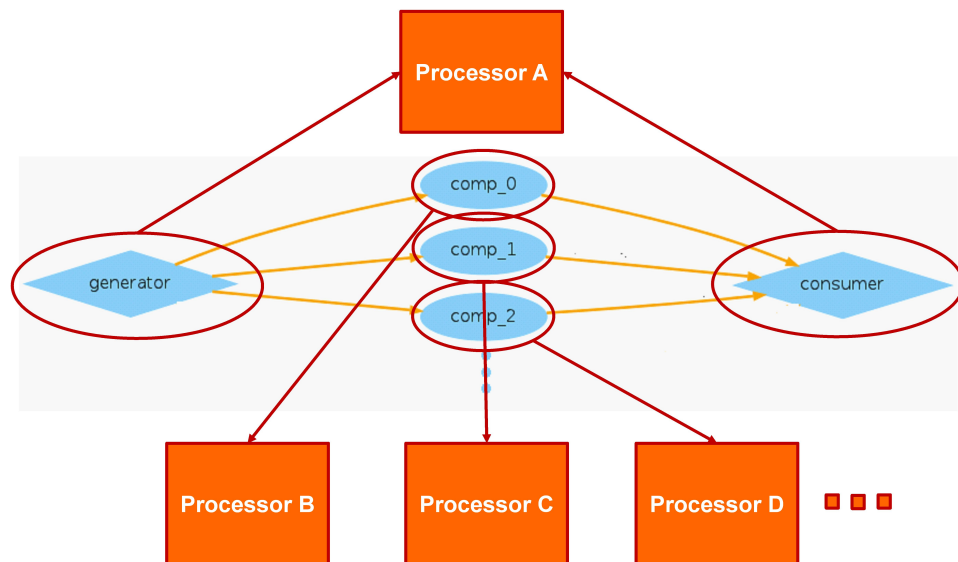 Processor A
comp_0
comp_1
generator
consumer
comp_2
Processor B
Processor C
Processor D